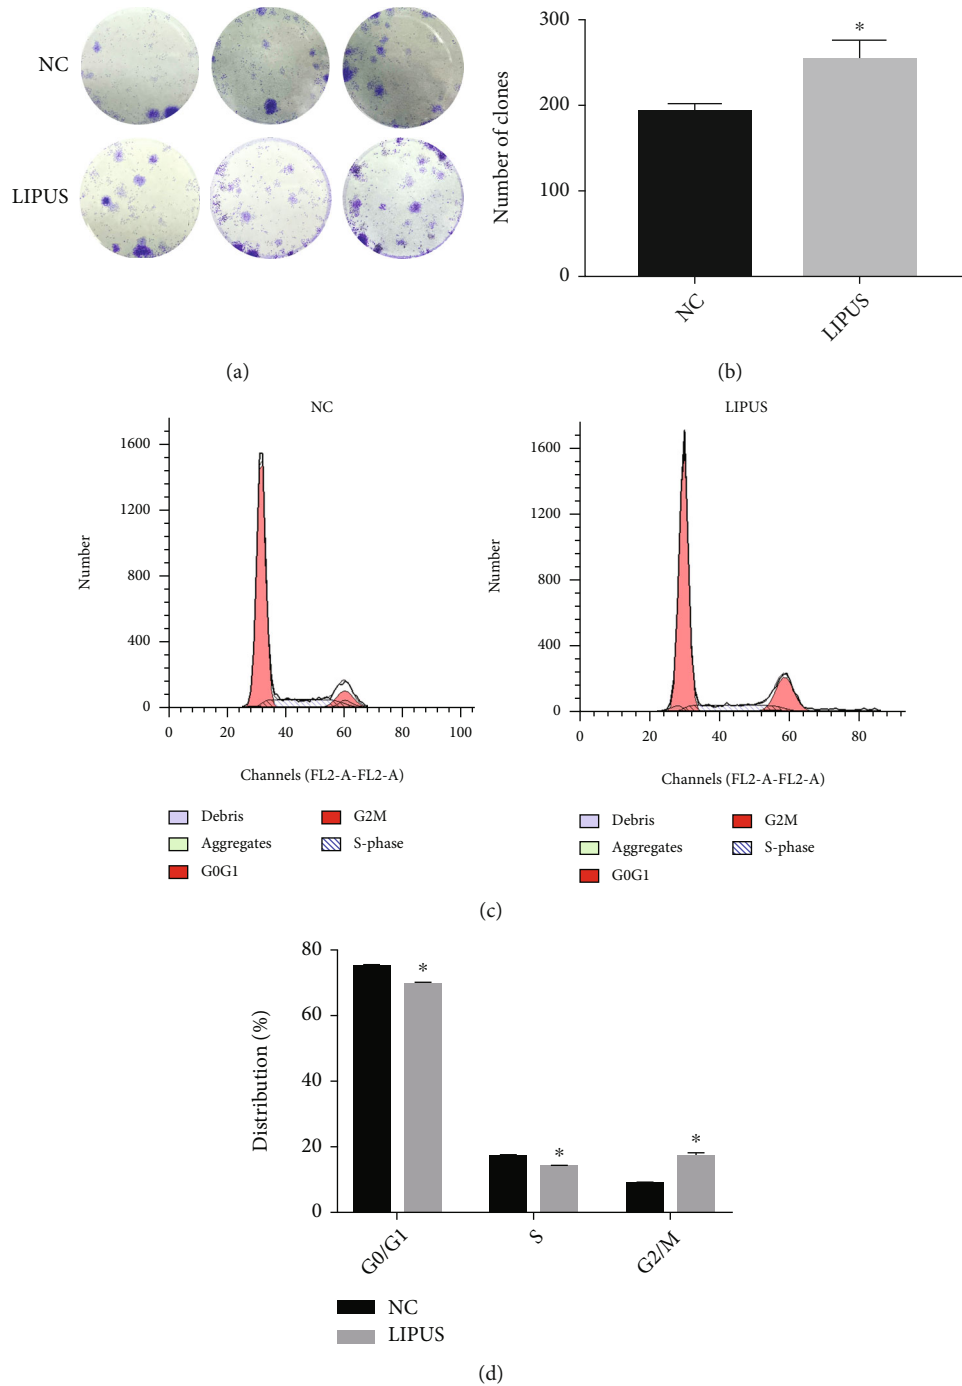 NC
LIPUS
(a)
Number of clones
300
200
100
0
*
NC
LIPUS
(b)
NC
Number
1600
1200
800
400
0
0 20 40 60 80 100
Channels (FL2-A-FL2-A)
Debris G2M
Aggregates S-phase
G0G1
LIPUS
Number
1600
1200
800
400
0
0 20 40 60 80
Channels (FL2-A-FL2-A)
Debris G2M
Aggregates S-phase
G0G1
(c)
Distribution (%)
80
60
40
20
0
* * *
G0/G1 S G2/M
NC
LIPUS
(d)